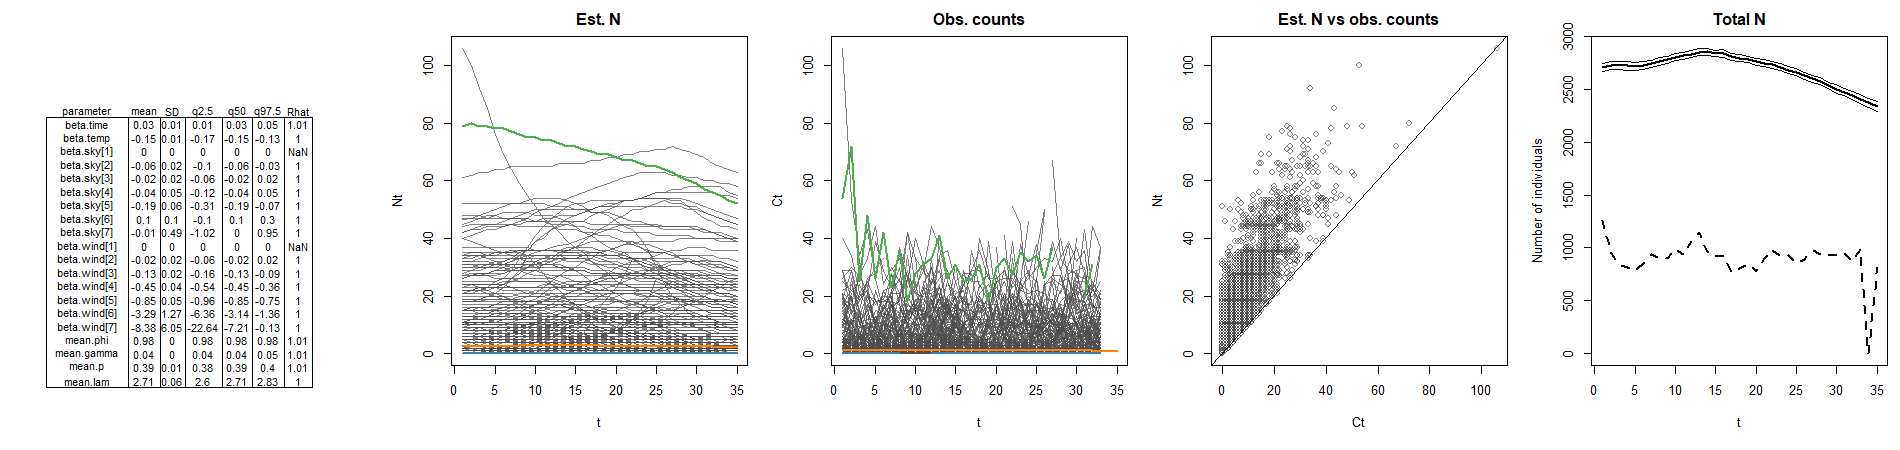 parameter mean SD q2.5 q50 q97.5 Rhat
beta.time 0.03 0.01 0.01 0.03 0.05 1.01
beta.temp -0.15 0.01 -0.17 -0.15 -0.13 1
beta.sky[1] 0 0 0 0 0 NaN
beta.sky[2] -0.06 0.02 -0.1 -0.06 -0.03 1
beta.sky[3] -0.02 0.02 -0.06 -0.02 0.02 1
beta.sky[4] -0.04 0.05 -0.12 -0.04 0.05 1
beta.sky[5] -0.19 0.06 -0.31 -0.19 -0.07 1
beta.sky[6] 0.1 0.1 -0.1 0.1 0.3 1
beta.sky[7] -0.01 0.49 -1.02 0 0.95 1
beta.wind[1] 0 0 0 0 0 NaN
beta.wind[2] -0.02 0.02 -0.06 -0.02 0.02 1
beta.wind[3] -0.13 0.02 -0.16 -0.13 -0.09 1
beta.wind[4] -0.45 0.04 -0.54 -0.45 -0.36 1
beta.wind[5] -0.85 0.05 -0.96 -0.85 -0.75 1
beta.wind[6] -3.29 1.27 -6.36 -3.14 -1.36 1
beta.wind[7] -8.38 6.05 -22.64 -7.21 -0.13 1
mean.phi 0.98 0 0.98 0.98 0.98 1.01
mean.gamma 0.04 0 0.04 0.04 0.05 1.01
mean.p 0.39 0.01 0.38 0.39 0.4 1.01
mean.lam 2.71 0.06 2.6 2.71 2.83 1
Est. N
Nt
0 20 40 60 80 100
0 5 10 15 20 25 30 35
t
Obs. counts
Ct
0 20 40 60 80 100
0 5 10 15 20 25 30 35
t
Est. N vs obs. counts
Nt
0 20 40 60 80 100
0 20 40 60 80 100
Ct
Total N
Number of individuals
0 500 1000 1500 2000 2500 3000
0 5 10 15 20 25 30 35
t